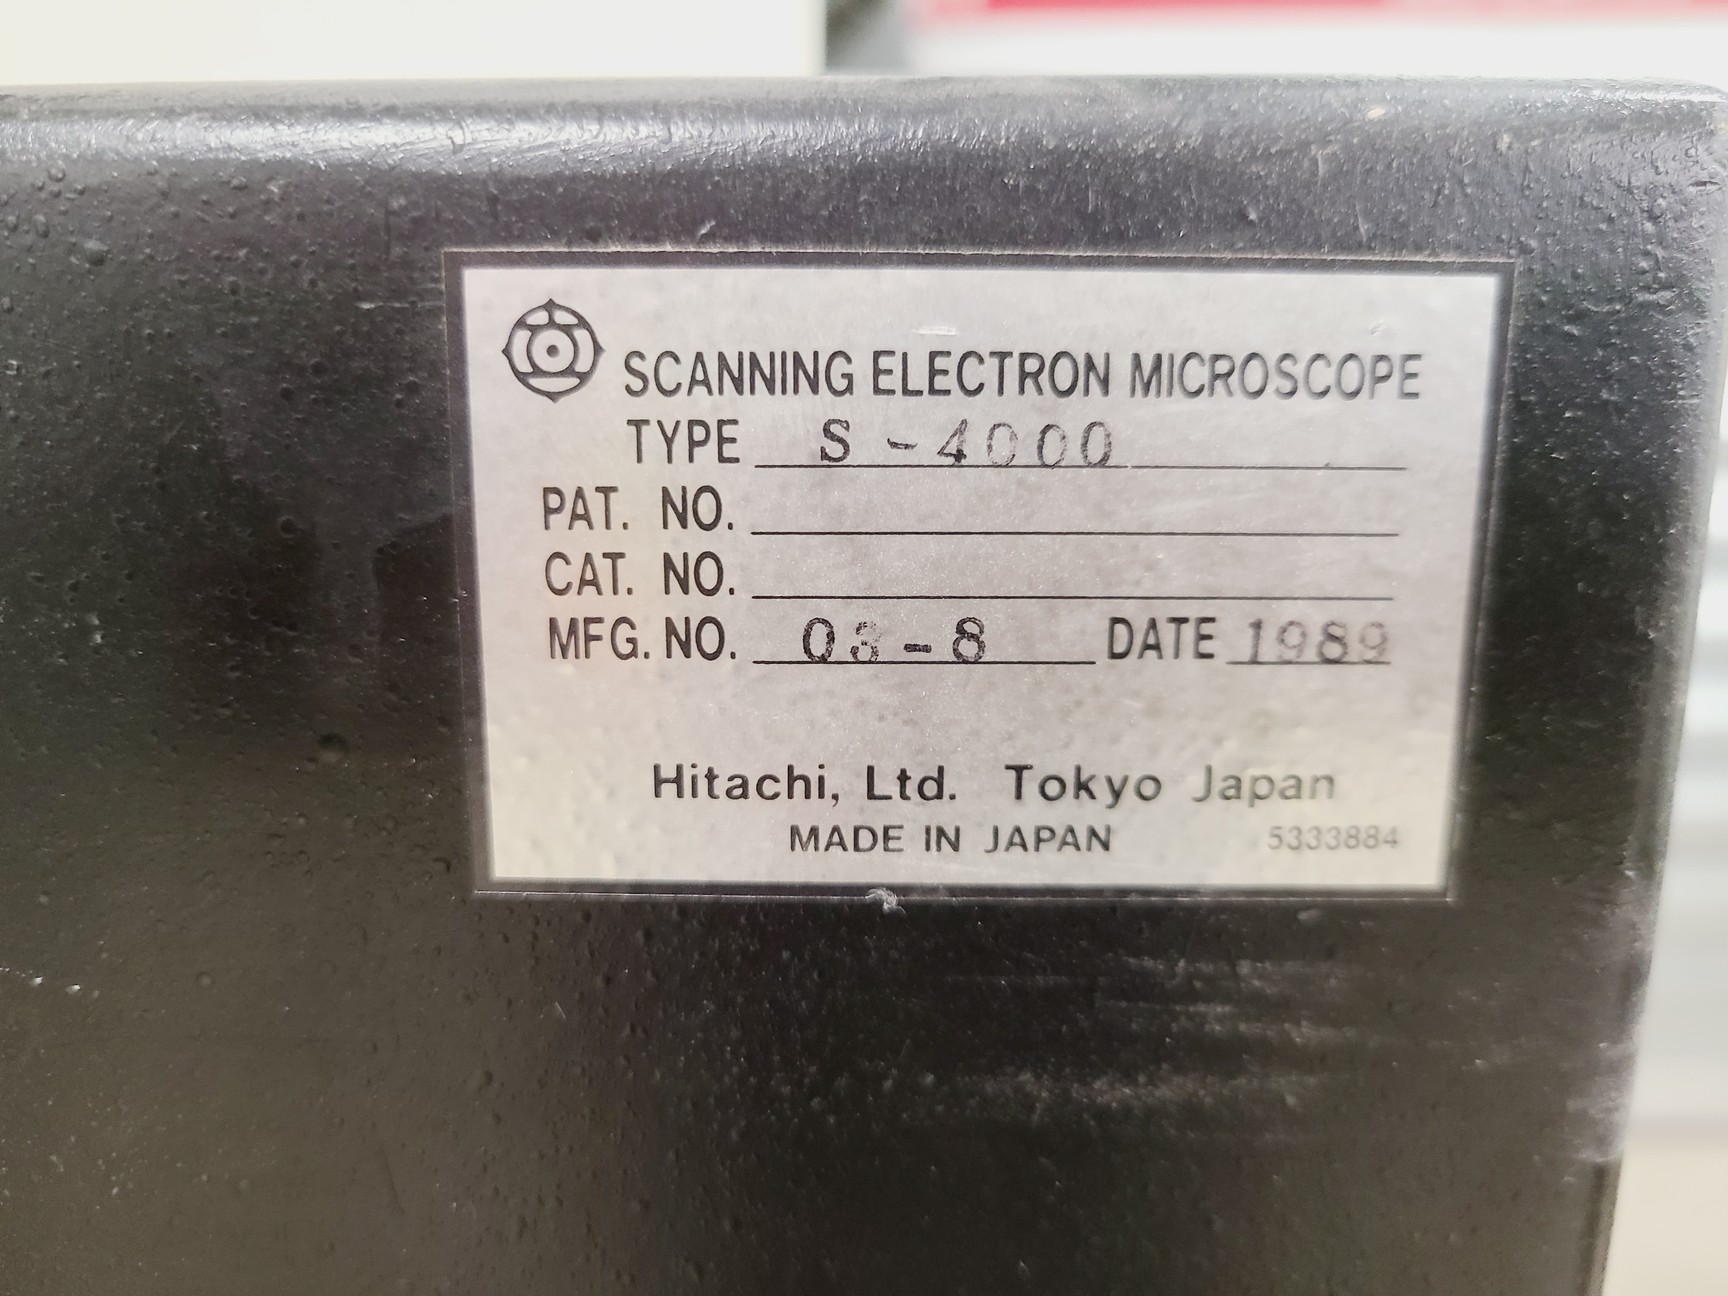 SCANNING ELECTRON MICROSCOPE
TYPE S-4000
PAT. NO.
CAT. NO.
MFG. NO. 03-8 DATE 1989
Hitachi, Ltd. Tokyo Japan
MADE IN JAPAN 5333884